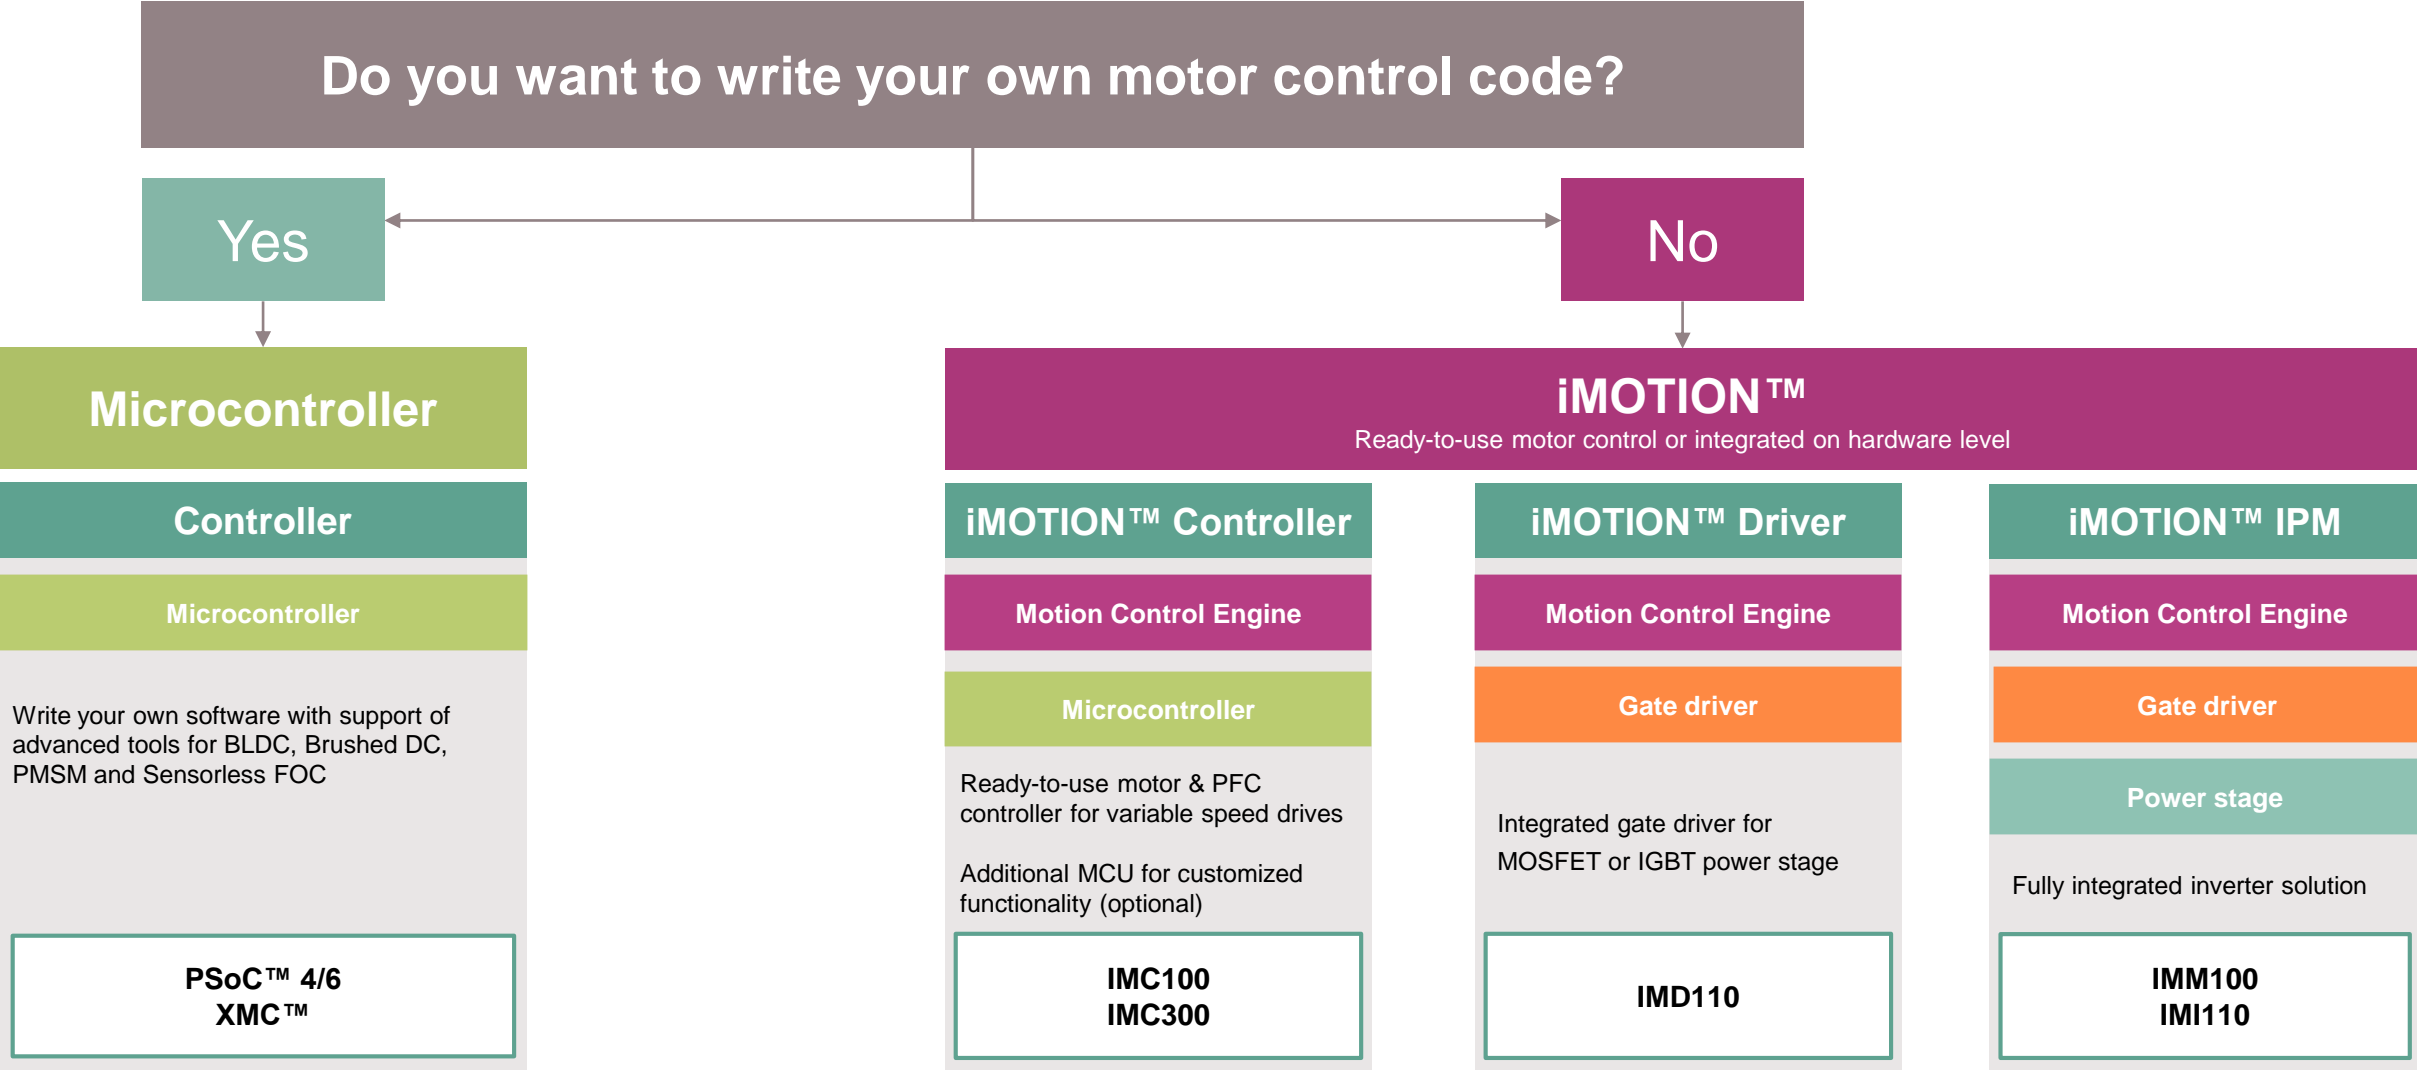 Do you want to write your own motor control code?
Yes
No
Microcontroller
iMOTION™
Ready-to-use motor control or integrated on hardware level
Controller
Microcontroller
Write your own software with support of
advanced tools for BLDC, Brushed DC,
PMSM and Sensorless FOC
PSoC™ 4/6
XMC™
iMOTION™ Controller
Motion Control Engine
Microcontroller
Ready-to-use motor & PFC
controller for variable speed drives
Additional MCU for customized
functionality (optional)
IMC100
IMC300
iMOTION™ Driver
Motion Control Engine
Gate driver
Integrated gate driver for
MOSFET or IGBT power stage
IMD110
iMOTION™ IPM
Motion Control Engine
Gate driver
Power stage
Fully integrated inverter solution
IMM100
IMI110